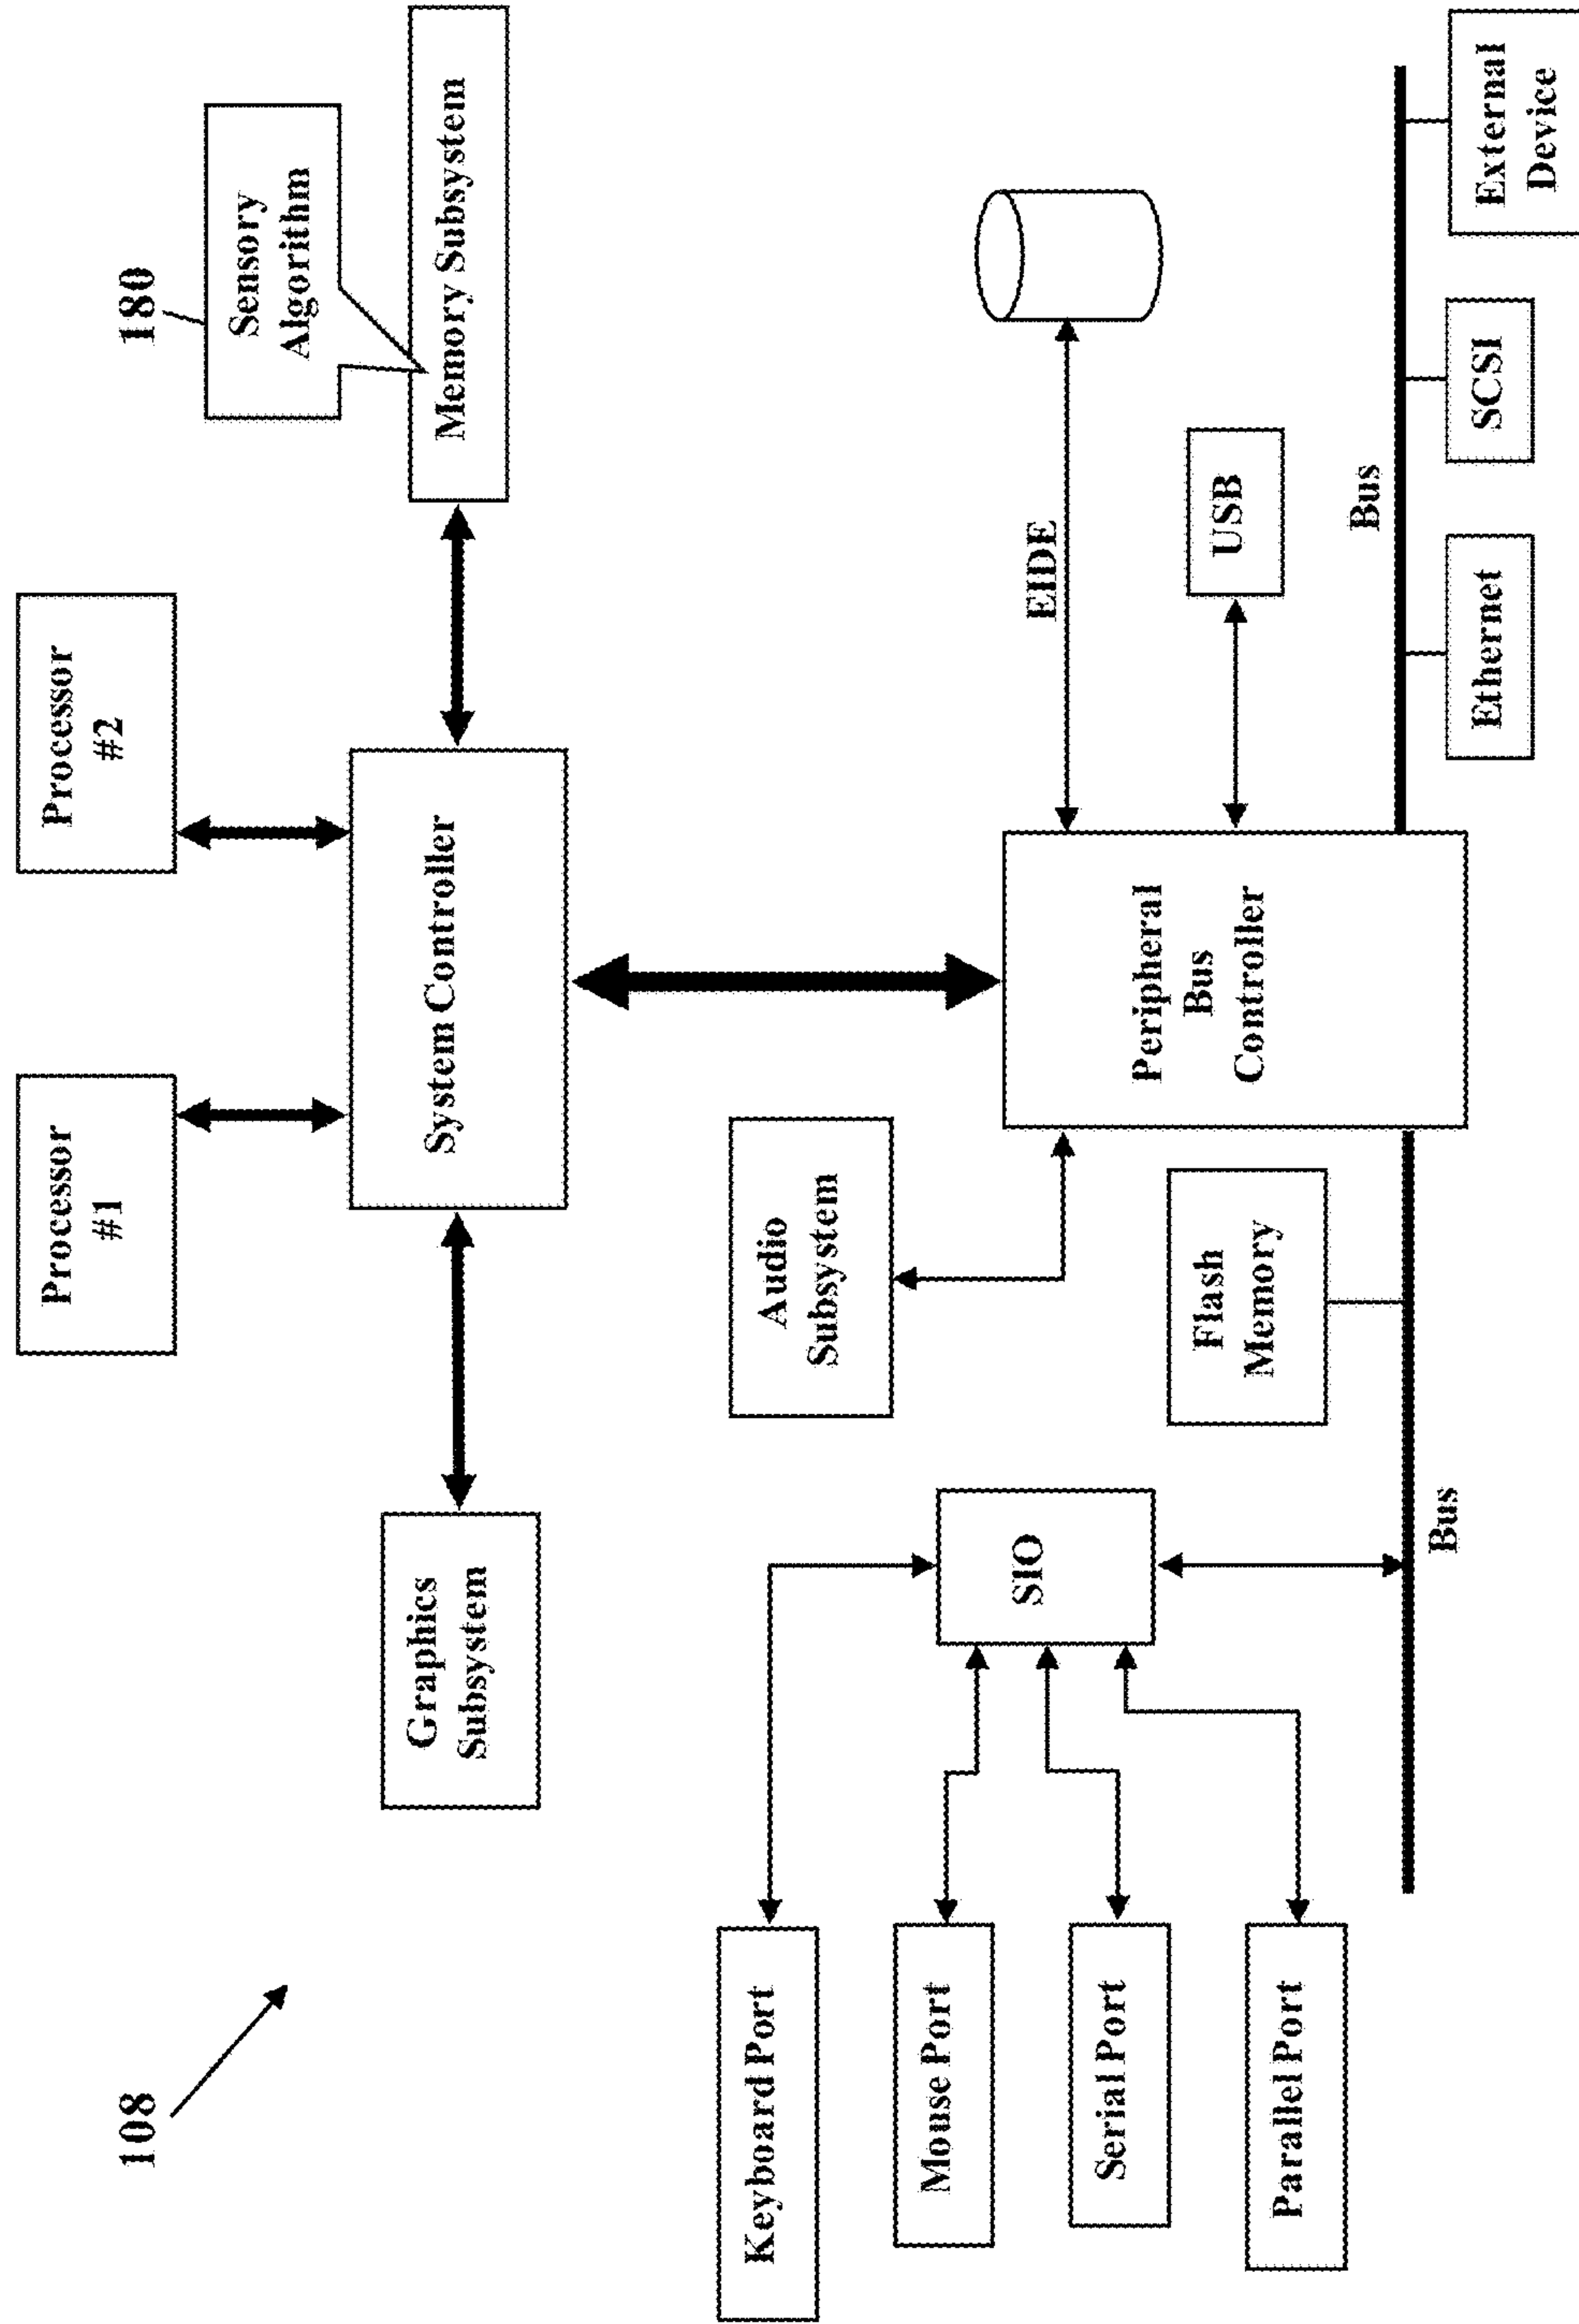 108
180
Processor
#1
Processor
#2
Sensory
Algorithm
Graphics
Subsystem
System Controller
Memory Subsystem
Keyboard Port
Mouse Port
Serial Port
Parallel Port
SIO
Audio
Subsystem
Flash
Memory
Bus
Peripheral
Bus
Controller
EIDE
USB
Bus
Ethernet
SCSI
External
Device